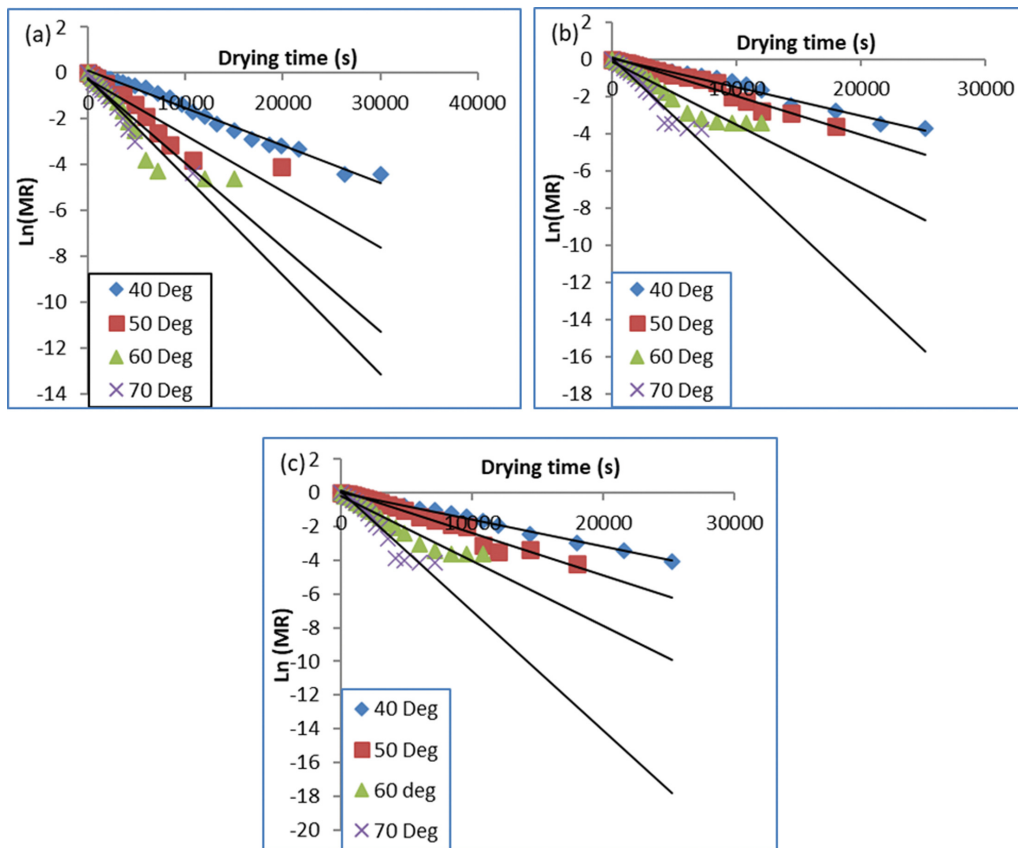 (a)
Drying time (s)
2
0
-2
-4
-6
-8
-10
-12
-14
0
10000
20000
30000
40000
Ln(MR)
40 Deg
50 Deg
60 Deg
70 Deg
(b)
Drying time (s)
2
0
-2
-4
-6
-8
-10
-12
-14
-16
-18
0
10000
20000
30000
Ln(MR)
40 Deg
50 Deg
60 Deg
70 Deg
(c)
Drying time (s)
2
0
-2
-4
-6
-8
-10
-12
-14
-16
-18
-20
0
10000
20000
30000
Ln (MR)
40 Deg
50 Deg
60 deg
70 Deg